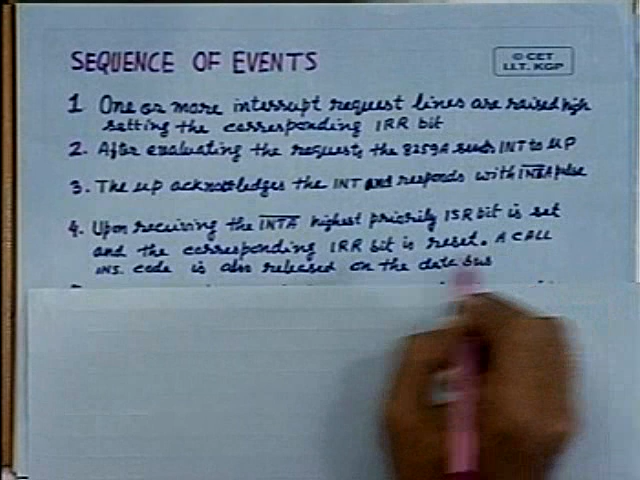 SEQUENCE OF EVENTS
© CET
I.I.T. KGP
1 One or more interrupt request lines are raised high
setting the corresponding IRR bit
2. After evaluating the requests the 8259A sends INT to UP
3. The up acknowledges the INT and responds with INTA pulse
4. Upon receiving the INTA highest priority ISR bit is set
and the corresponding IRR bit is reset. A CALL
INS. code is also released on the data bus